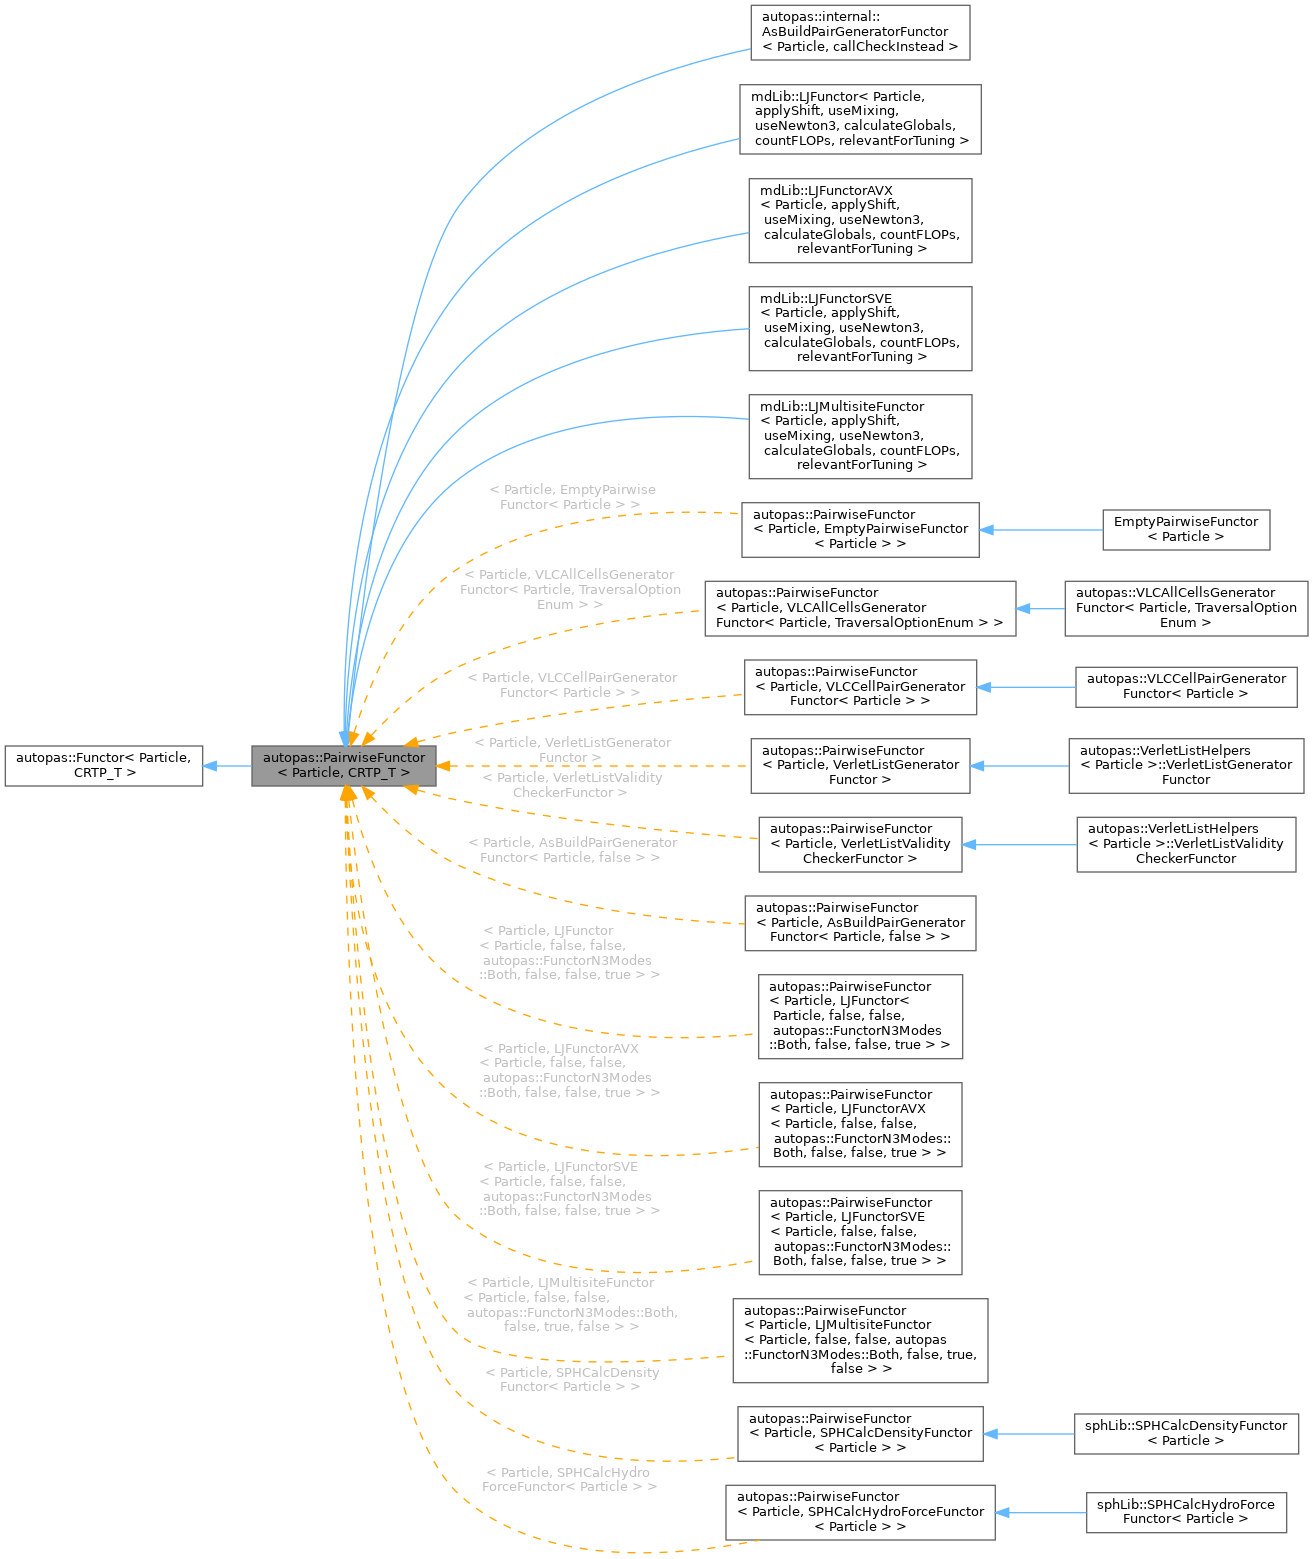 autopas::internal::
AsBuildPairGeneratorFunctor
< Particle, callCheckInstead >
mdLib::LJFunctor< Particle,
applyShift, useMixing,
useNewton3, calculateGlobals,
countFLOPs, relevantForTuning >
mdLib::LJFunctorAVX
< Particle, applyShift,
useMixing, useNewton3,
calculateGlobals, countFLOPs,
relevantForTuning >
mdLib::LJFunctorSVE
< Particle, applyShift,
useMixing, useNewton3,
calculateGlobals, countFLOPs,
relevantForTuning >
mdLib::LJMultisiteFunctor
< Particle, applyShift,
useMixing, useNewton3,
calculateGlobals, countFLOPs,
relevantForTuning >
< Particle, EmptyPairwise
Functor< Particle > >
autopas::PairwiseFunctor
< Particle, EmptyPairwiseFunctor
< Particle > >
EmptyPairwiseFunctor
< Particle >
< Particle, VLCAllCellsGenerator
Functor< Particle, TraversalOption
Enum > >
autopas::PairwiseFunctor
< Particle, VLCAllCellsGenerator
Functor< Particle, TraversalOptionEnum > >
autopas::VLCAllCellsGenerator
Functor< Particle, TraversalOption
Enum >
< Particle, VLCCellPairGenerator
Functor< Particle > >
autopas::PairwiseFunctor
< Particle, VLCCellPairGenerator
Functor< Particle > >
autopas::VLCCellPairGenerator
Functor< Particle >
autopas::Functor< Particle,
CRTP_T >
autopas::PairwiseFunctor
< Particle, CRTP_T >
< Particle, VerletListGenerator
Functor >
autopas::PairwiseFunctor
< Particle, VerletListGenerator
Functor >
autopas::VerletListHelpers
< Particle >::VerletListGenerator
Functor
< Particle, VerletListValidity
CheckerFunctor >
autopas::PairwiseFunctor
< Particle, VerletListValidity
CheckerFunctor >
autopas::VerletListHelpers
< Particle >::VerletListValidity
CheckerFunctor
< Particle, AsBuildPairGenerator
Functor< Particle, false > >
autopas::PairwiseFunctor
< Particle, AsBuildPairGenerator
Functor< Particle, false > >
< Particle, LJFunctor
< Particle, false, false,
autopas::FunctorN3Modes
::Both, false, false, true > >
autopas::PairwiseFunctor
< Particle, LJFunctor<
Particle, false, false,
autopas::FunctorN3Modes
::Both, false, false, true > >
< Particle, LJFunctorAVX
< Particle, false, false,
autopas::FunctorN3Modes
::Both, false, false, true > >
autopas::PairwiseFunctor
< Particle, LJFunctorAVX
< Particle, false, false,
autopas::FunctorN3Modes::
Both, false, false, true > >
< Particle, LJFunctorSVE
< Particle, false, false,
autopas::FunctorN3Modes
::Both, false, false, true > >
autopas::PairwiseFunctor
< Particle, LJFunctorSVE
< Particle, false, false,
autopas::FunctorN3Modes::
Both, false, false, true > >
< Particle, LJMultisiteFunctor
< Particle, false, false,
autopas::FunctorN3Modes::Both,
false, true, false > >
autopas::PairwiseFunctor
< Particle, LJMultisiteFunctor
< Particle, false, false, autopas
::FunctorN3Modes::Both, false, true,
false > >
< Particle, SPHCalcDensity
Functor< Particle > >
autopas::PairwiseFunctor
< Particle, SPHCalcDensityFunctor
< Particle > >
sphLib::SPHCalcDensityFunctor
< Particle >
< Particle, SPHCalcHydro
ForceFunctor< Particle > >
autopas::PairwiseFunctor
< Particle, SPHCalcHydroForceFunctor
< Particle > >
sphLib::SPHCalcHydroForce
Functor< Particle >